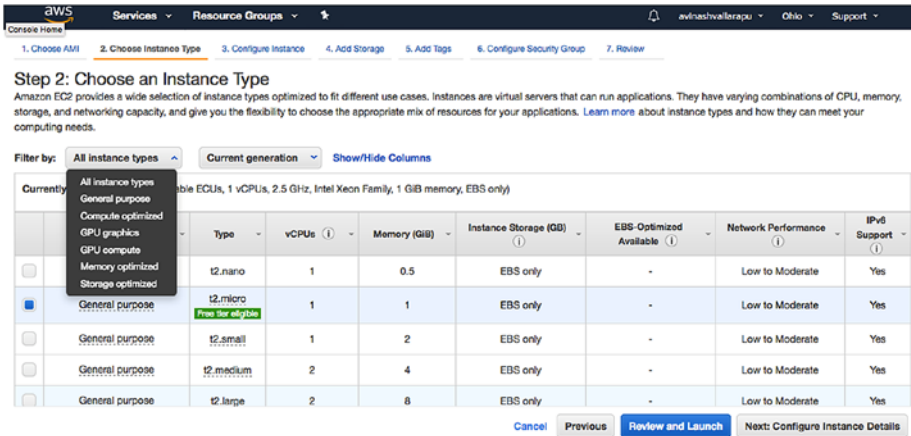 aws Services Resource Groups avinashvallarapu Ohio Support
Console Home
1. Choose AMI 2. Choose Instance Type 3. Configure Instance 4. Add Storage 5. Add Tags 6. Configure Security Group 7. Review
Step 2: Choose an Instance Type
Amazon EC2 provides a wide selection of instance types optimized to fit different use cases. Instances are virtual servers that can run applications. They have varying combinations of CPU, memory,
storage, and networking capacity, and give you the flexibility to choose the appropriate mix of resources for your applications. Learn more about instance types and how they can meet your
computing needs.
Filter by: All instance types Current generation Show/Hide Columns
All instance types
General purpose
Compute optimized
GPU graphics
GPU compute
Memory optimized
Storage optimized
Currently able ECUs, 1 vCPUs, 2.5 GHz, Intel Xeon Family, 1 GiB memory, EBS only)
Type vCPUs Memory (GiB) Instance Storage (GB) EBS-Optimized Available Network Performance IPv6 Support
t2.nano 1 0.5 EBS only - Low to Moderate Yes
General purpose t2.micro 1 1 EBS only - Low to Moderate Yes
Free tier eligible
General purpose t2.small 1 2 EBS only - Low to Moderate Yes
General purpose t2.medium 2 4 EBS only - Low to Moderate Yes
General purpose t2.large 2 8 EBS only - Low to Moderate Yes
Cancel Previous Review and Launch Next: Configure Instance Details